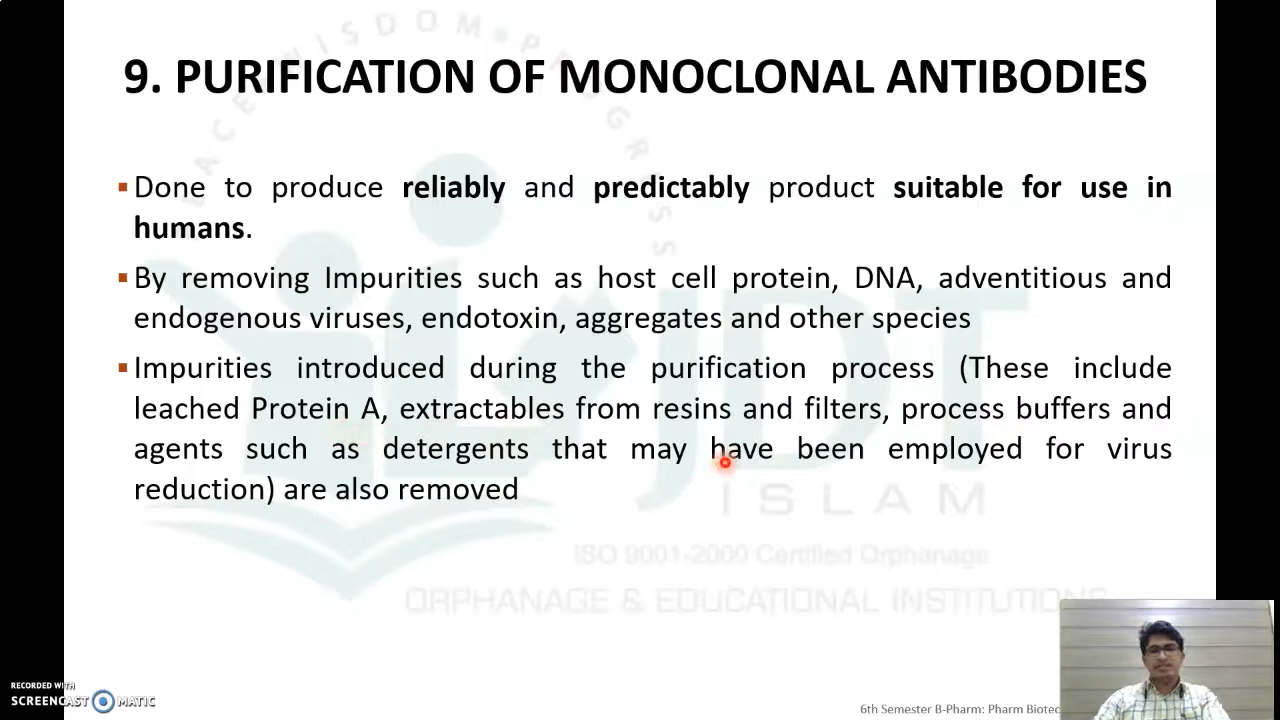 PEACE WISDOM PROGRESS
9. PURIFICATION OF MONOCLONAL ANTIBODIES
▪Done to produce reliably and predictably product suitable for use in
humans.
▪By removing Impurities such as host cell protein, DNA, adventitious and
endogenous viruses, endotoxin, aggregates and other species
▪Impurities introduced during the purification process (These include
leached Protein A, extractables from resins and filters, process buffers and
agents such as detergents that may have been employed for virus
reduction) are also removed
JDT
ISLAM
ISO 9001-2000 Certified Orphanage
ORPHANAGE & EDUCATIONAL INSTITUTIONS
RECORDED WITH
SCREENCAST MATIC
6th Semester B-Pharm: Pharm Biotec